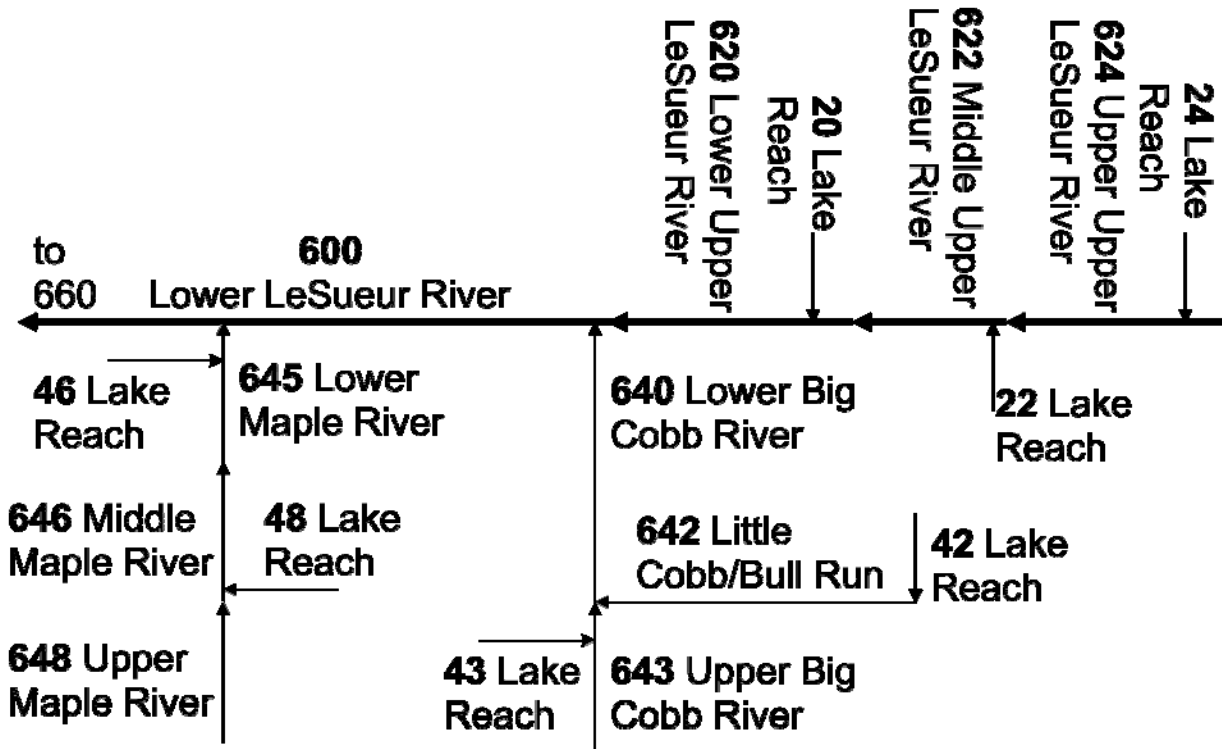 620 Lower Upper
LeSueur River
20 Lake
Reach
622 Middle Upper
LeSueur River
624 Upper Upper
LeSueur River
24 Lake
Reach
to
660
600
Lower LeSueur River
46 Lake
Reach
645 Lower
Maple River
640 Lower Big
Cobb River
22 Lake
Reach
646 Middle
Maple River
48 Lake
Reach
642 Little
Cobb/Bull Run
42 Lake
Reach
648 Upper
Maple River
43 Lake
Reach
643 Upper Big
Cobb River